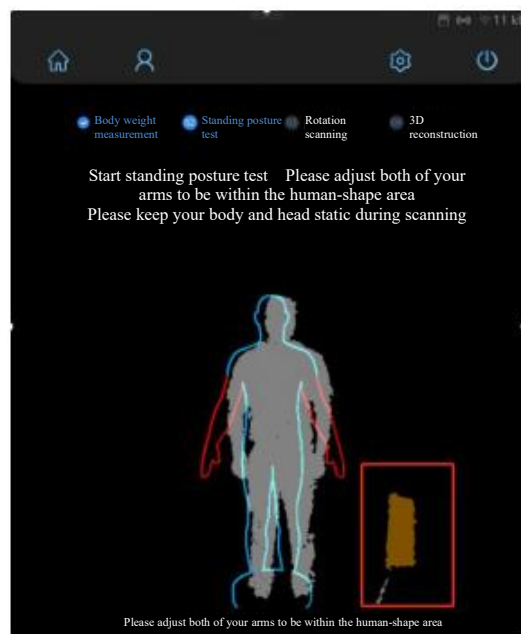 11
Body weight
measurement
Standing posture
test
Rotation
scanning
3D
reconstruction
Start standing posture test Please adjust both of your
arms to be within the human-shape area
Please keep your body and head static during scanning
Please adjust both of your arms to be within the human-shape area